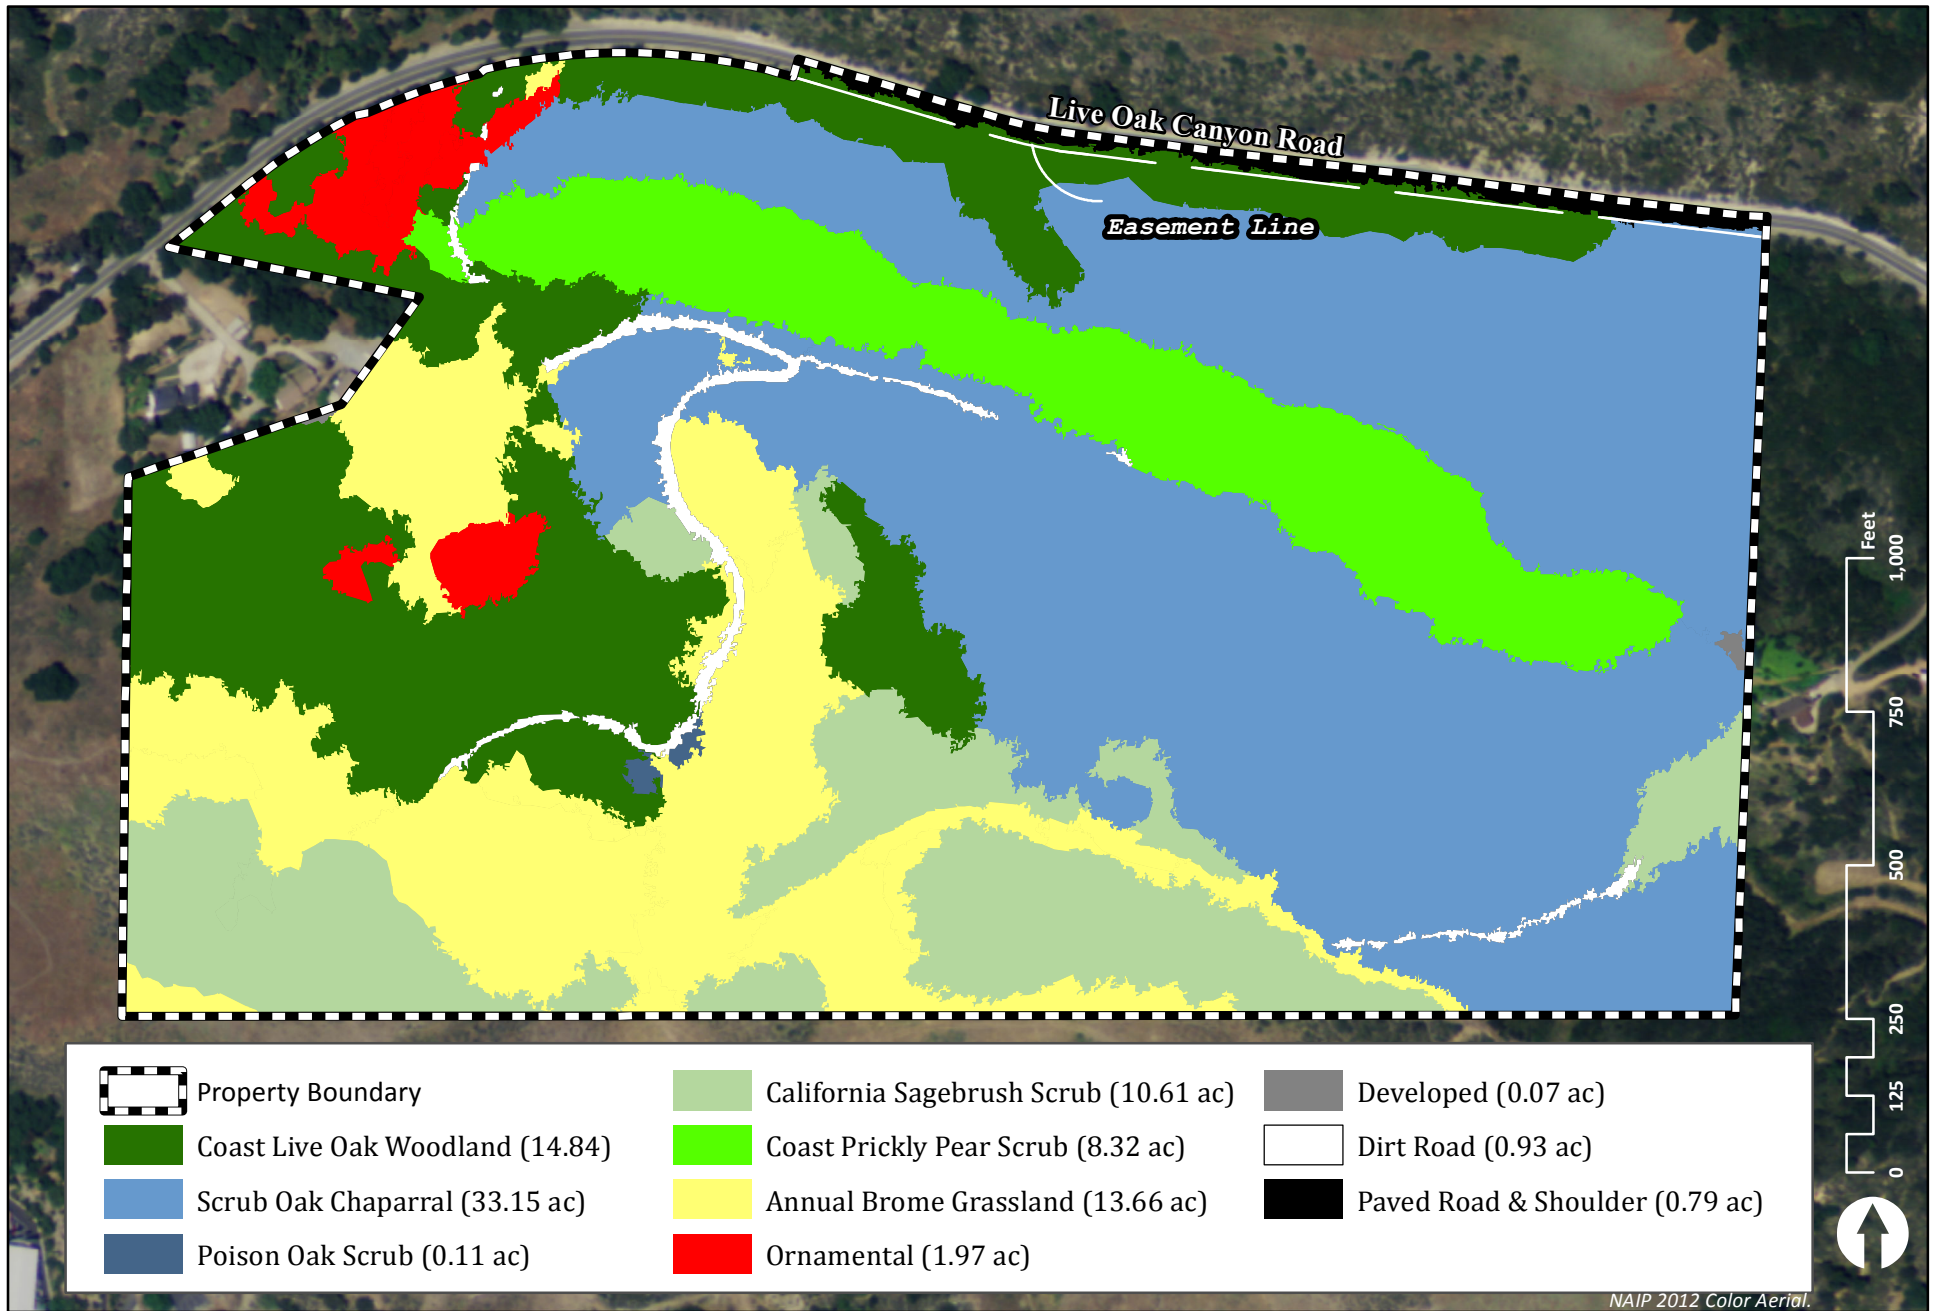 Live Oak Canyon Road
Easement Line
Feet
1,000
750
500
250
125
0
Property Boundary
Coast Live Oak Woodland (14.84)
Scrub Oak Chaparral (33.15 ac)
Poison Oak Scrub (0.11 ac)
California Sagebrush Scrub (10.61 ac)
Coast Prickly Pear Scrub (8.32 ac)
Annual Brome Grassland (13.66 ac)
Ornamental (1.97 ac)
Developed (0.07 ac)
Dirt Road (0.93 ac)
Paved Road & Shoulder (0.79 ac)
NAIP 2012 Color Aerial.